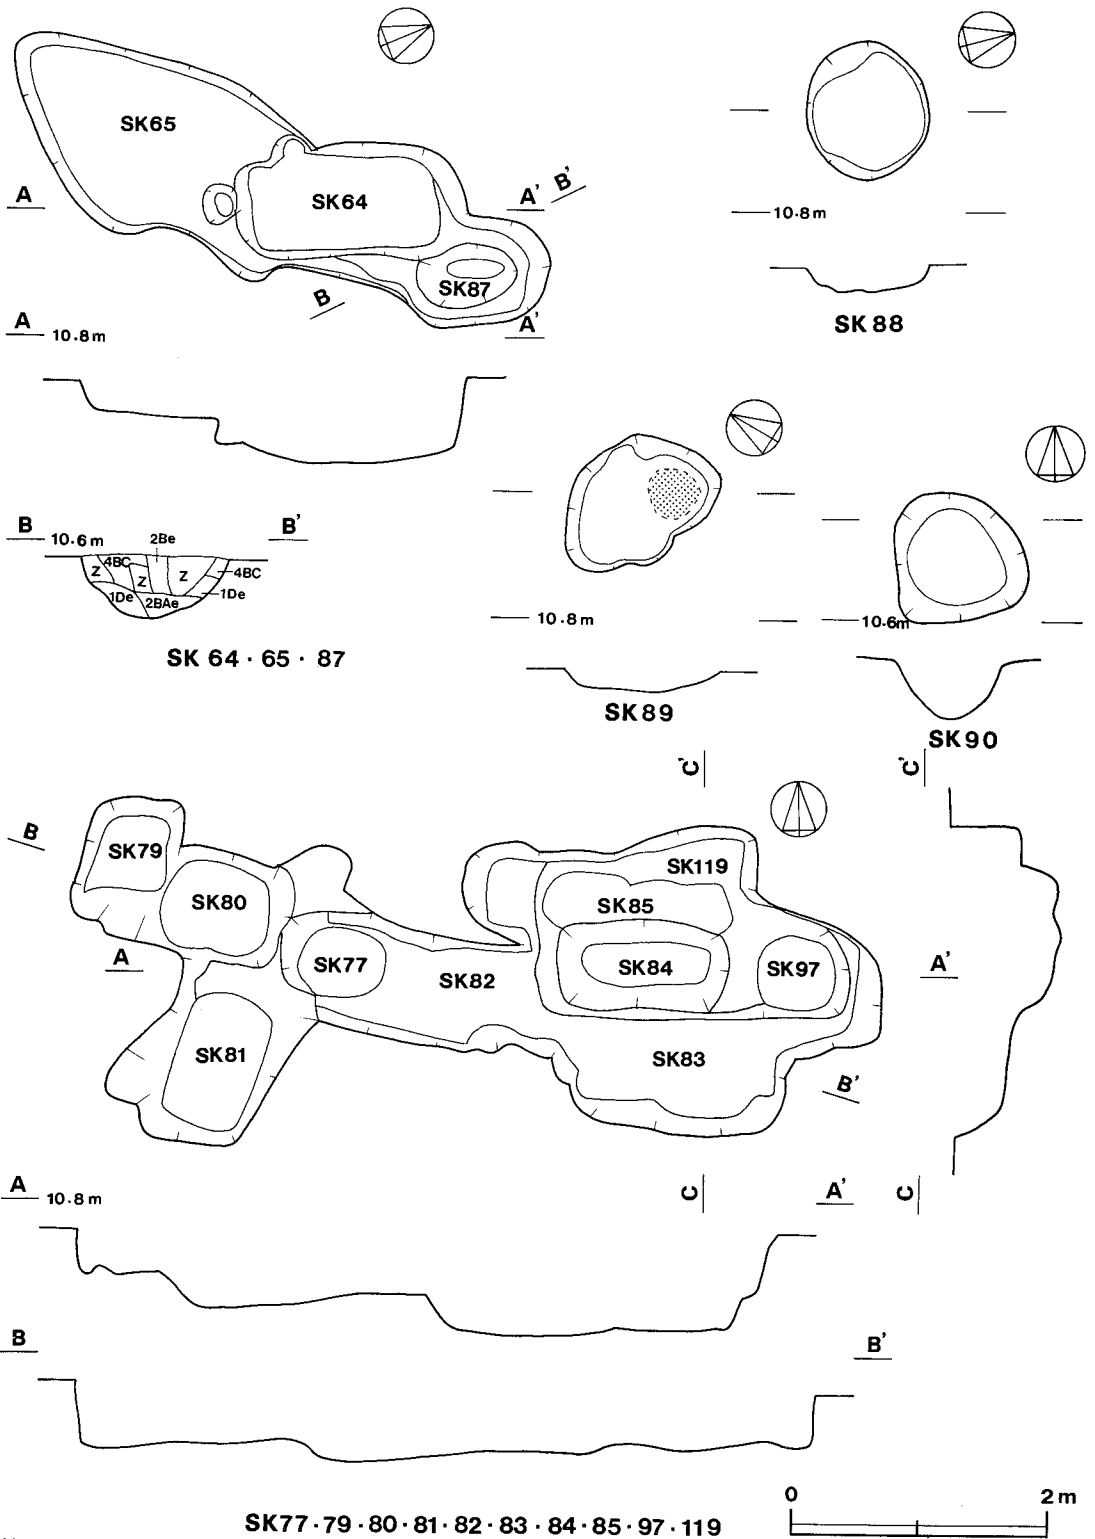 SK65
SK64
SK87
A
A'
B'
B
A
10.8m
A'
B
10.6m
B'
2Be
4BC
Z
Z
Z
4BC
1De
2BAe
1De
SK 64・65・87
10.8m
SK88
10.8m
SK89
10.6m
SK90
C'
C'
B
SK79
SK80
SK119
SK85
A
SK77
SK82
SK84
SK97
A'
SK81
SK83
B'
C
C
A
10.8m
A'
B
B'
0
2m
SK77・79・80・81・82・83・84・85・97・119